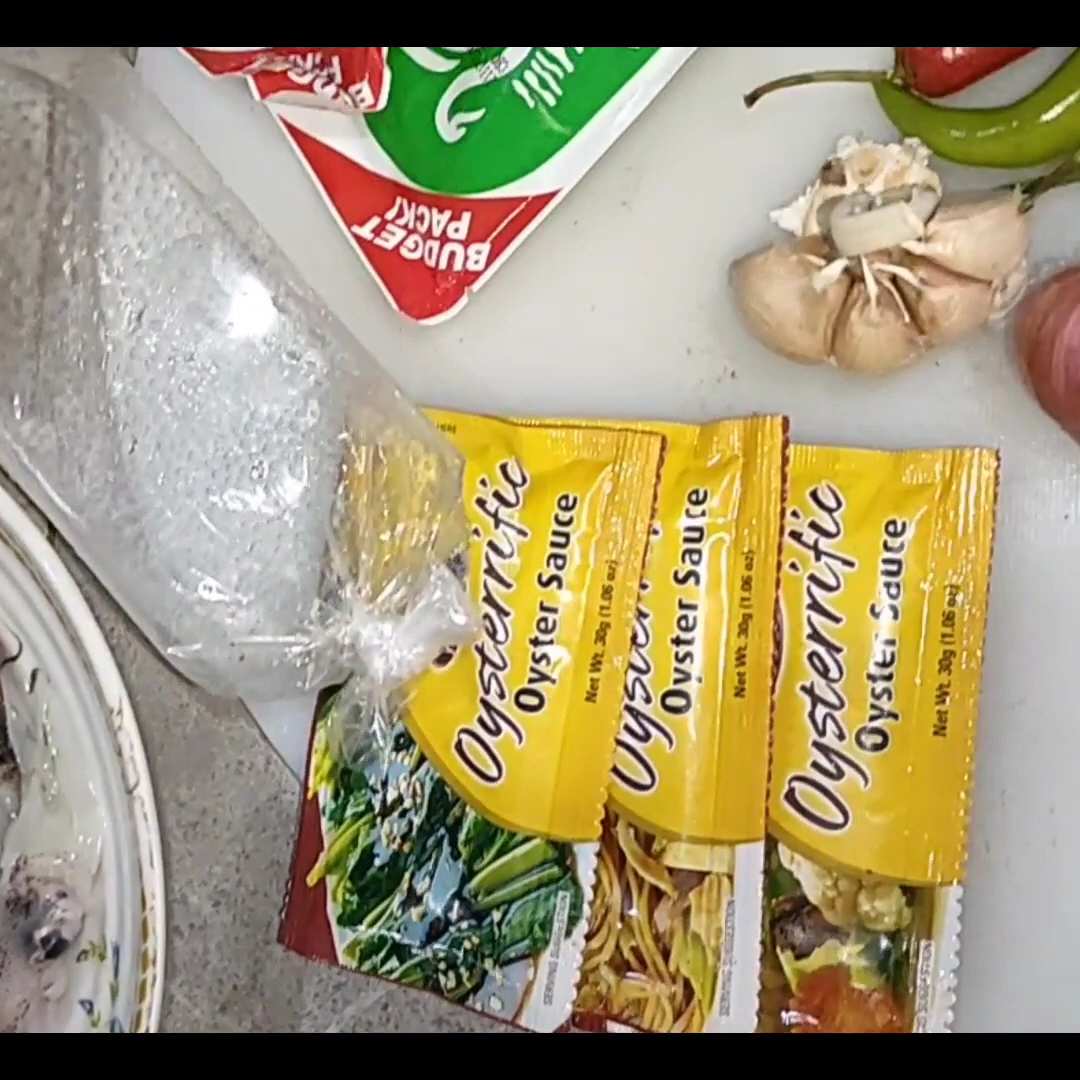 BUDGET
PACK!
Oysterrific
Oyster Sauce
Net Wt. 30g (1.06 oz)
Oyster Sauce
Net Wt. 30g (1.06 oz)
Oysterrific
Oyster Sauce
Net Wt. 30g (1.06 oz)